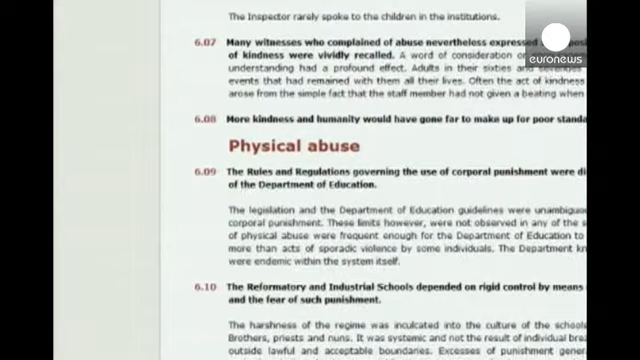 The Inspector rarely spoke to the children in the institutions.
6.07 Many witnesses who complained of abuse nevertheless expressed
of kindness were vividly recalled. A word of consideration or
understanding had a profound effect. Adults in their sixties and seventies
events that had remained with them all their lives. Often the act of kindness
arose from the simple fact that the staff member had not given a beating when
euronews
6.08 More kindness and humanity would have gone far to make up for poor standa
Physical abuse
6.09 The Rules and Regulations governing the use of corporal punishment were di
of the Department of Education.
The legislation and the Department of Education guidelines were unambiguou
corporal punishment. These limits however, were not observed in any of the s
of physical abuse were frequent enough for the Department of Education to
more than acts of sporadic violence by some individuals. The Department kn
were endemic within the system itself.
6.10 The Reformatory and Industrial Schools depended on rigid control by means
and the fear of such punishment.
The harshness of the regime was inculcated into the culture of the schools
Brothers, priests and nuns. It was systemic and not the result of individual brea
outside lawful and acceptable boundaries. Excesses of punishment gener